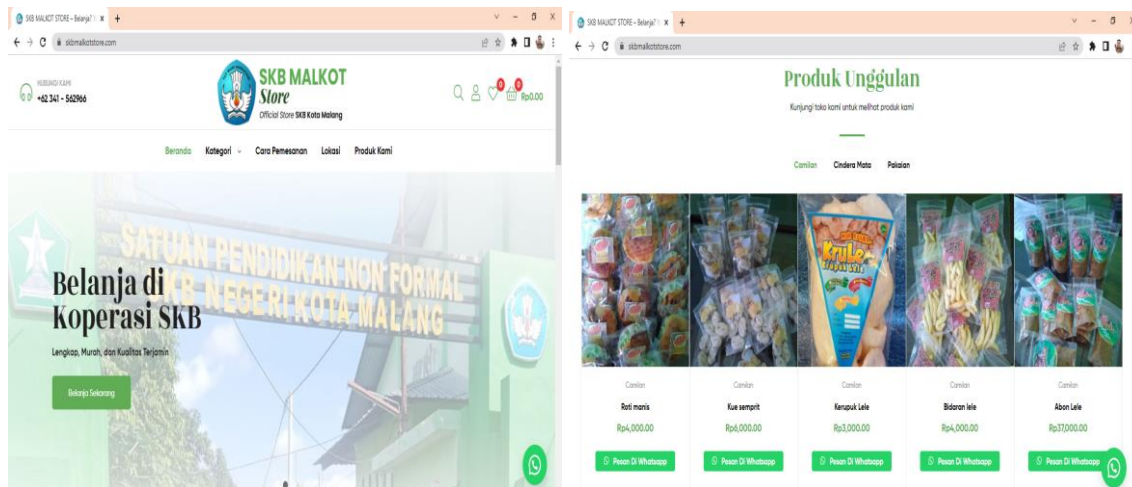 SKB MALKOT STORE – Belanja? Y
skbmalkotstore.com
HUBUNGI KAMI
+62 341 - 562966
SKB MALKOT
Store
Official Store SKB Kota Malang
0
0
Rp0.00
Beranda Kategori Cara Pemesanan Lokasi Produk Kami
SATUAN PENDIDIKAN NON FORMAL
SKB NEGERI KOTA MALANG
Belanja di
Koperasi SKB
Lengkap, Murah, dan Kualitas Terjamin
Belanja Sekarang
SKB MALKOT STORE – Belanja? Y
skbmalkotstore.com
Produk Unggulan
Kunjungi toko kami untuk melihat produk kami
Camilan Cindera Mata Pakaian
Krule
Krupuk Lele
Camilan Camilan Camilan Camilan Camilan
Roti manis Kue semprit Kerupuk Lele Bidaran lele Abon Lele
Rp4,000.00 Rp6,000.00 Rp3,000.00 Rp4,000.00 Rp37,000.00
Pesan Di Whatsapp Pesan Di Whatsapp Pesan Di Whatsapp Pesan Di Whatsapp Pesan Di Whatsapp